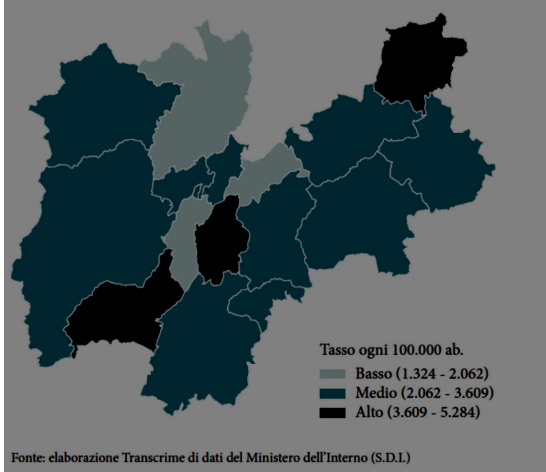 Tasso ogni 100.000 ab.
Basso (1.324 - 2.062)
Medio (2.062 - 3.609)
Alto (3.609 - 5.284)
Fonte: elaborazione Transcrime di dati del Ministero dell'Interno (S.D.I.)